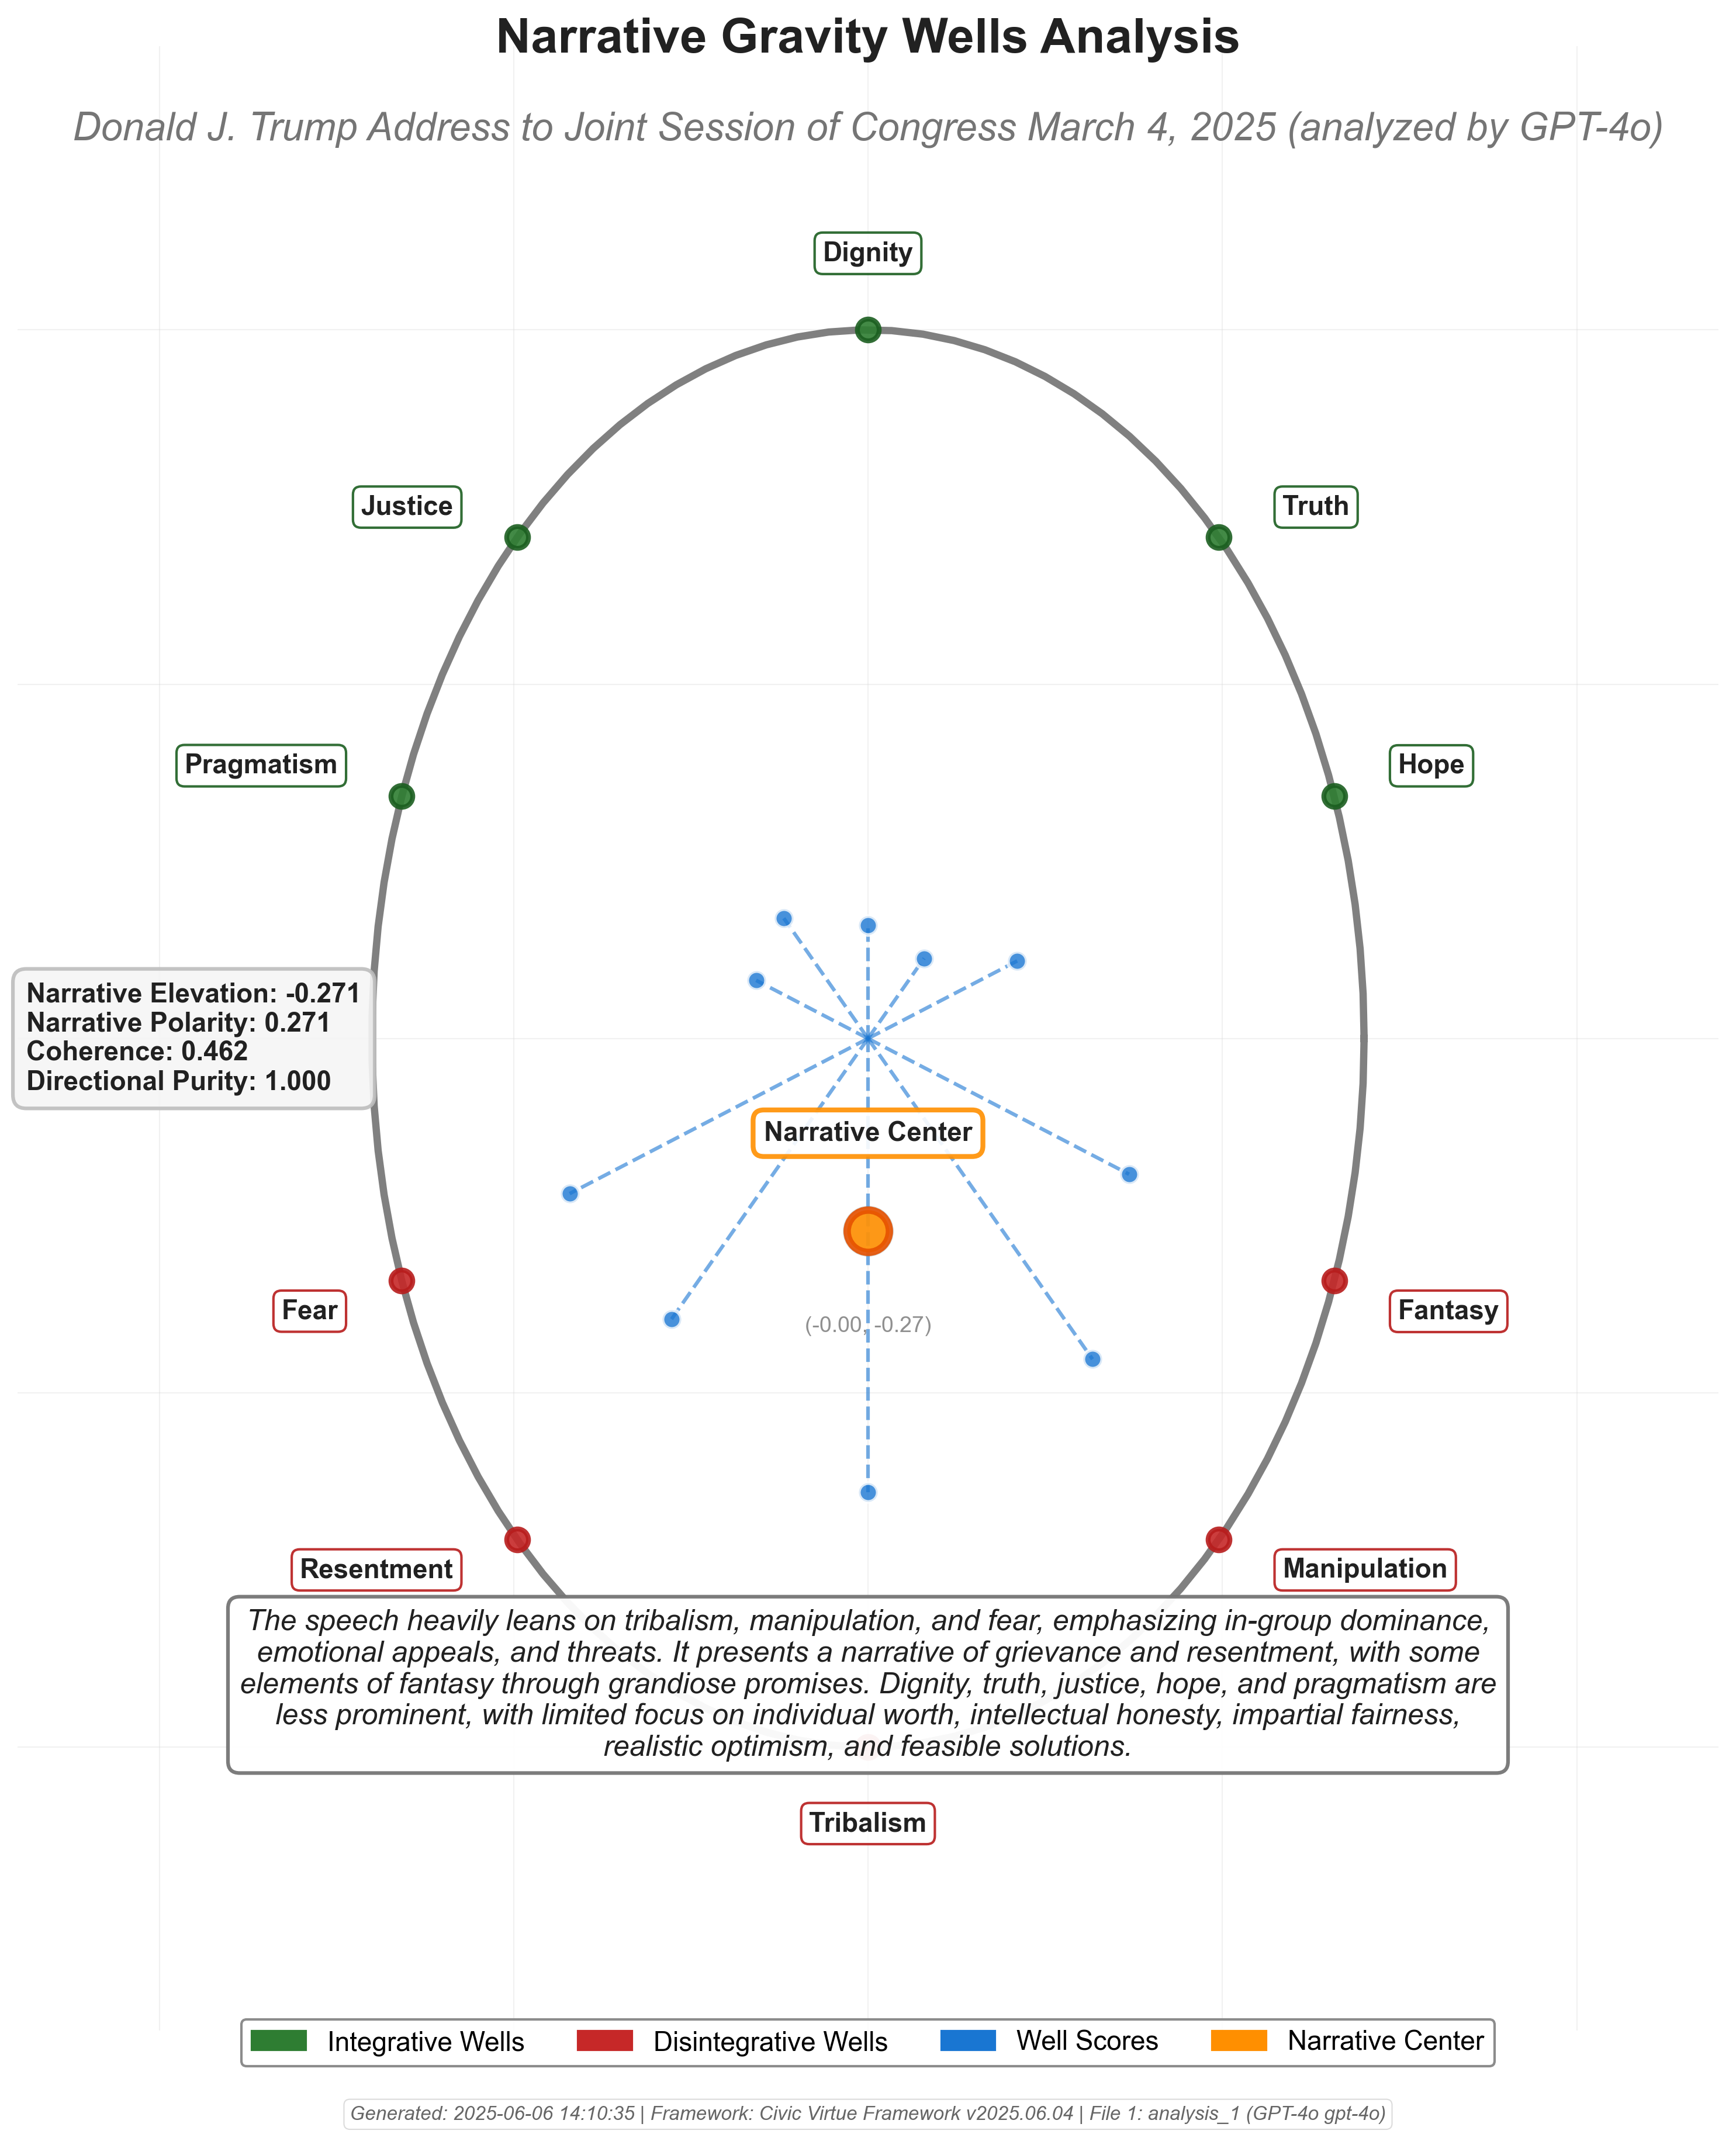 Narrative Gravity Wells Analysis
Donald J. Trump Address to Joint Session of Congress March 4, 2025 (analyzed by GPT-4o)
Dignity
Justice
Truth
Pragmatism
Hope
Narrative Elevation: -0.271
Narrative Polarity: 0.271
Coherence: 0.462
Directional Purity: 1.000
Narrative Center
Fear
Fantasy
(-0.00, -0.27)
Resentment
Manipulation
The speech heavily leans on tribalism, manipulation, and fear, emphasizing in-group dominance,
emotional appeals, and threats. It presents a narrative of grievance and resentment, with some
elements of fantasy through grandiose promises. Dignity, truth, justice, hope, and pragmatism are
less prominent, with limited focus on individual worth, intellectual honesty, impartial fairness,
realistic optimism, and feasible solutions.
Tribalism
Integrative Wells
Disintegrative Wells
Well Scores
Narrative Center
Generated: 2025-06-06 14:10:35 | Framework: Civic Virtue Framework v2025.06.04 | File 1: analysis_1 (GPT-4o gpt-4o)